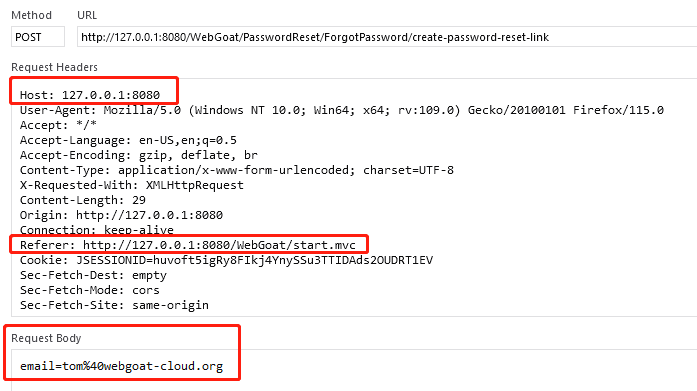 Method URL
POST http://127.0.0.1:8080/WebGoat/PasswordReset/ForgotPassword/create-password-reset-link
Request Headers
Host: 127.0.0.1:8080
User-Agent: Mozilla/5.0 (Windows NT 10.0; Win64; x64; rv:109.0) Gecko/20100101 Firefox/115.0
Accept: */*
Accept-Language: en-US,en;q=0.5
Accept-Encoding: gzip, deflate, br
Content-Type: application/x-www-form-urlencoded; charset=UTF-8
X-Requested-With: XMLHttpRequest
Content-Length: 29
Origin: http://127.0.0.1:8080
Connection: keep-alive
Referer: http://127.0.0.1:8080/WebGoat/start.mvc
Cookie: JSESSIONID=huvoft5igRy8FIkj4YnySSu3TTIDAds2OUDRT1EV
Sec-Fetch-Dest: empty
Sec-Fetch-Mode: cors
Sec-Fetch-Site: same-origin
Request Body
email=tom%40webgoat-cloud.org